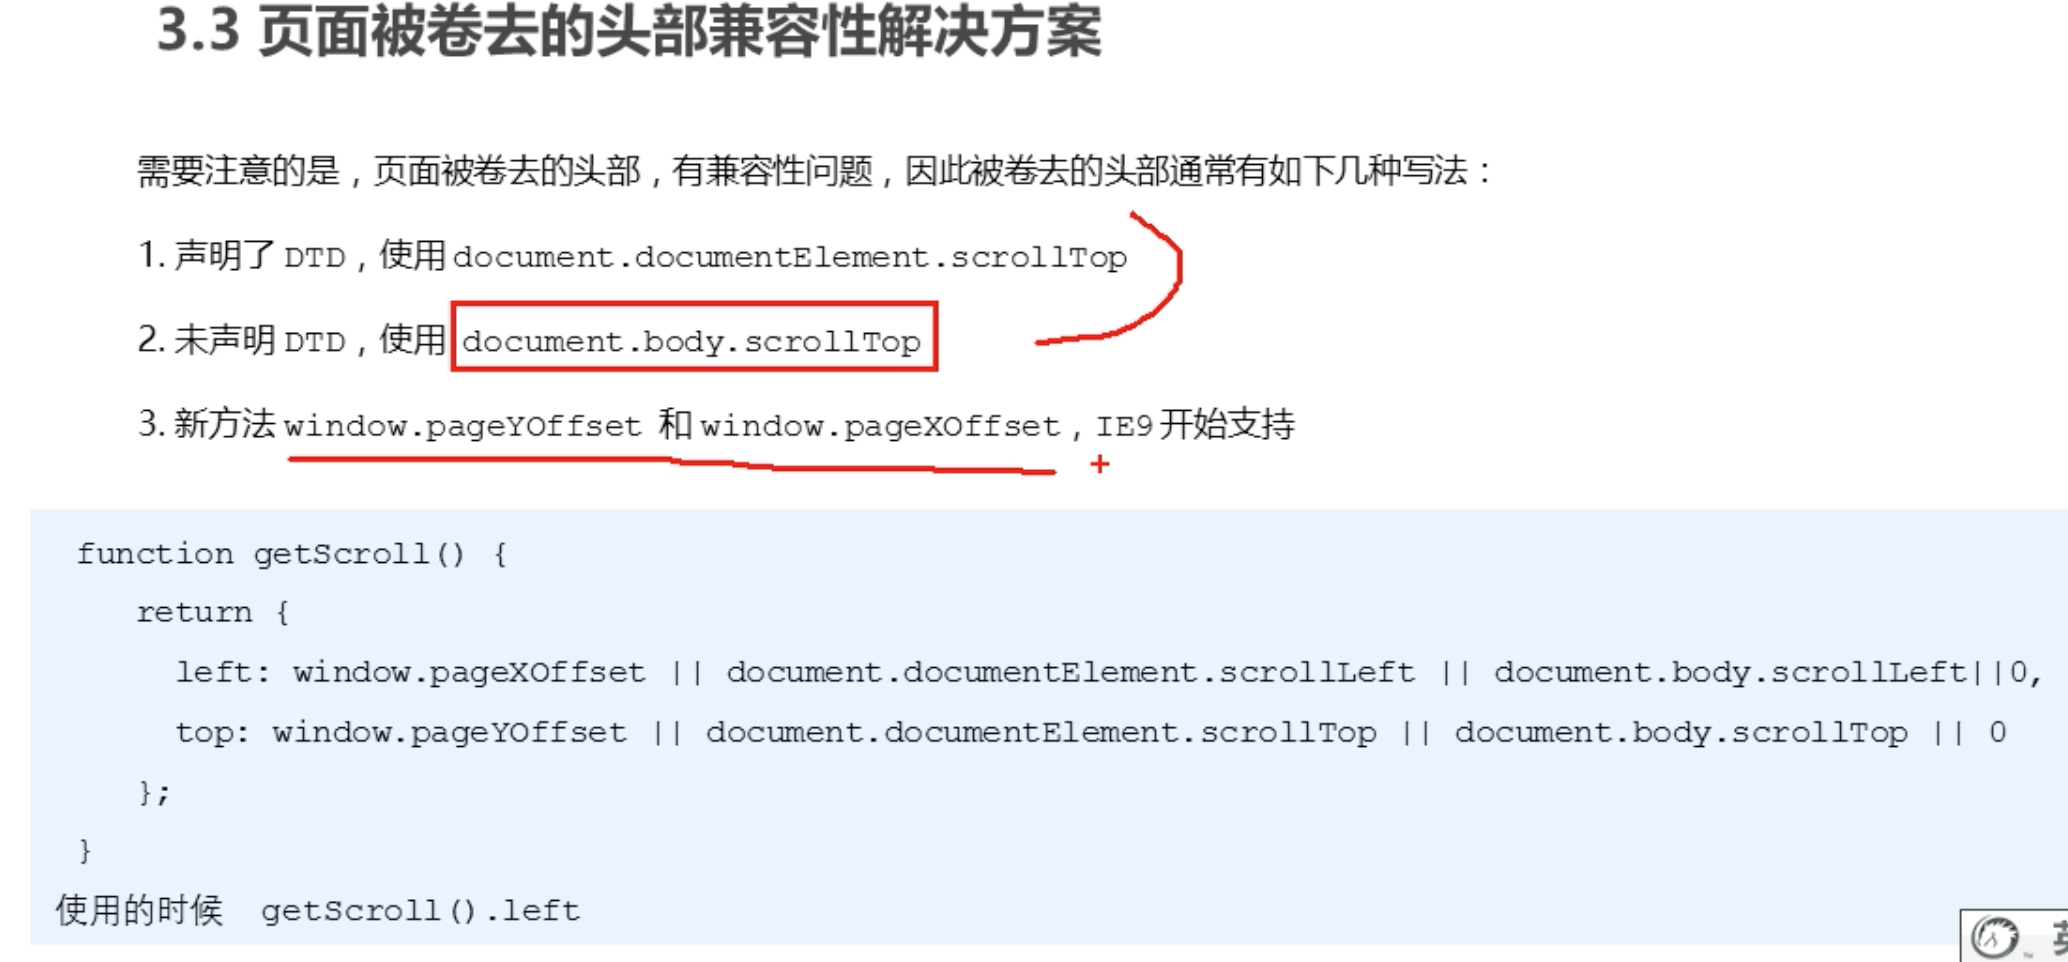 3.3 页面被卷去的头部兼容性解决方案
需要注意的是，页面被卷去的头部，有兼容性问题，因此被卷去的头部通常有如下几种写法：
1. 声明了 DTD，使用 document.documentElement.scrollTop
2. 未声明 DTD，使用 document.body.scrollTop
3. 新方法 window.pageYOffset 和 window.pageXOffset，IE9 开始支持
function getScroll() {
return {
left: window.pageXOffset || document.documentElement.scrollLeft || document.body.scrollLeft||0,
top: window.pageYOffset || document.documentElement.scrollTop || document.body.scrollTop || 0
};
}
使用的时候 getScroll().left